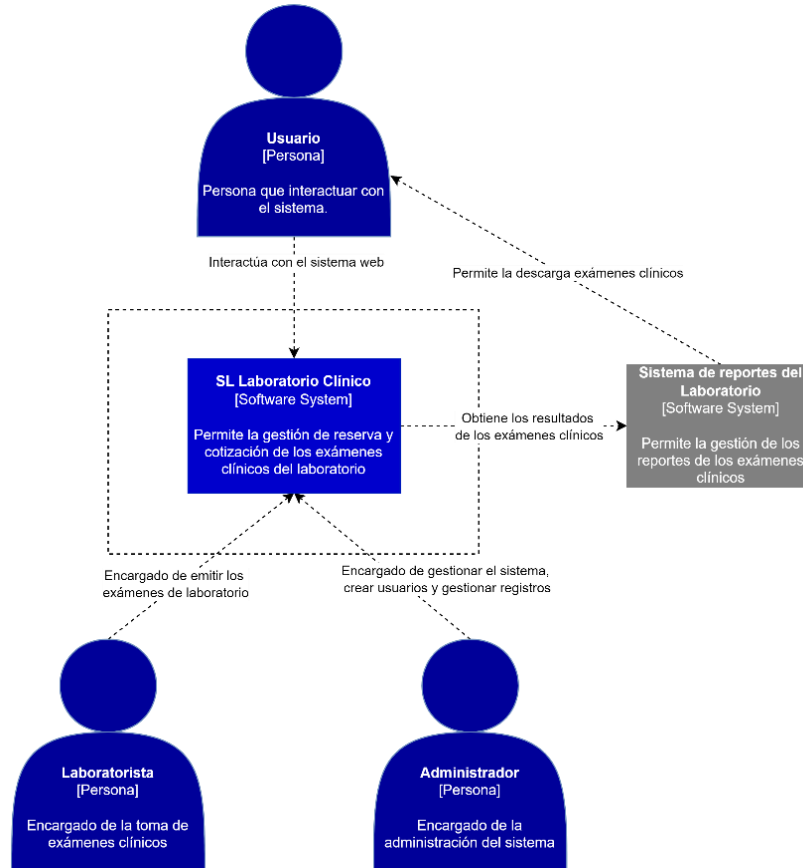 Usuario
[Persona]
Persona que interactuar con
el sistema.
Interactúa con el sistema web
Permite la descarga exámenes clínicos
SL Laboratorio Clínico
[Software System]
Permite la gestión de reserva y
cotización de los exámenes
clínicos del laboratorio
Obtiene los resultados
de los exámenes clínicos
Sistema de reportes del
Laboratorio
[Software System]
Permite la gestión de los
reportes de los exámenes
clínicos
Encargado de emitir los
exámenes de laboratorio
Encargado de gestionar el sistema,
crear usuarios y gestionar registros
Laboratorista
[Persona]
Encargado de la toma de
exámenes clínicos
Administrador
[Persona]
Encargado de la
administración del sistema